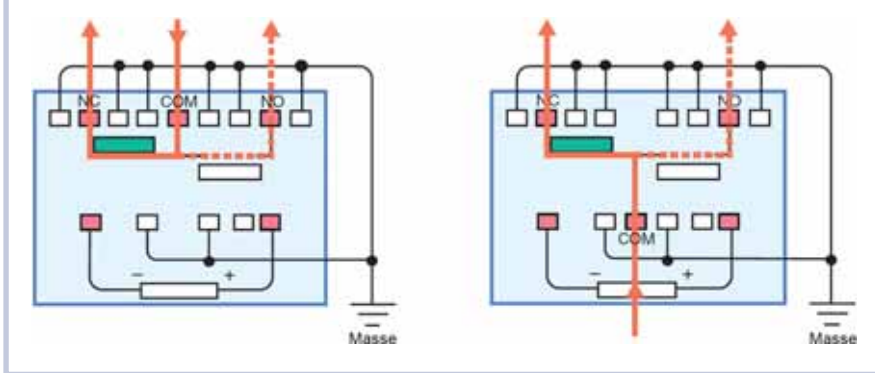 NC COM NO
− +
Masse
NC NO
COM
− +
Masse